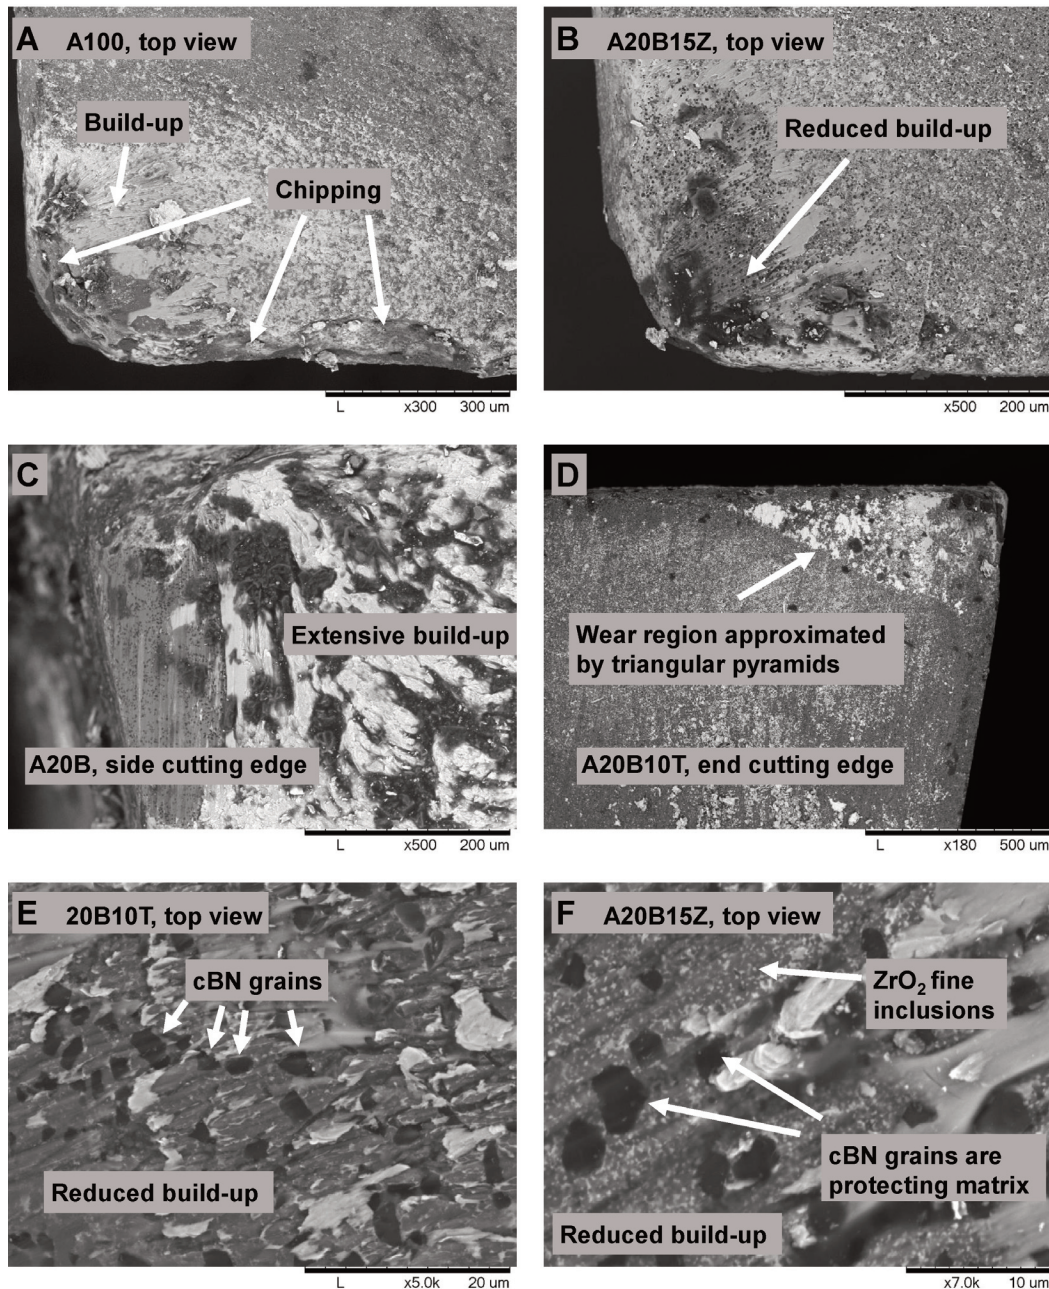 A A100, top view
Build-up
Chipping
L x300 300 um
B A20B15Z, top view
Reduced build-up
x500 200 um
C
Extensive build-up
A20B, side cutting edge
L x500 200 um
D
Wear region approximated
by triangular pyramids
A20B10T, end cutting edge
L x180 500 um
E 20B10T, top view
cBN grains
Reduced build-up
L x5.0k 20 um
F A20B15Z, top view
ZrO₂ fine
inclusions
cBN grains are
protecting matrix
Reduced build-up
x7.0k 10 um